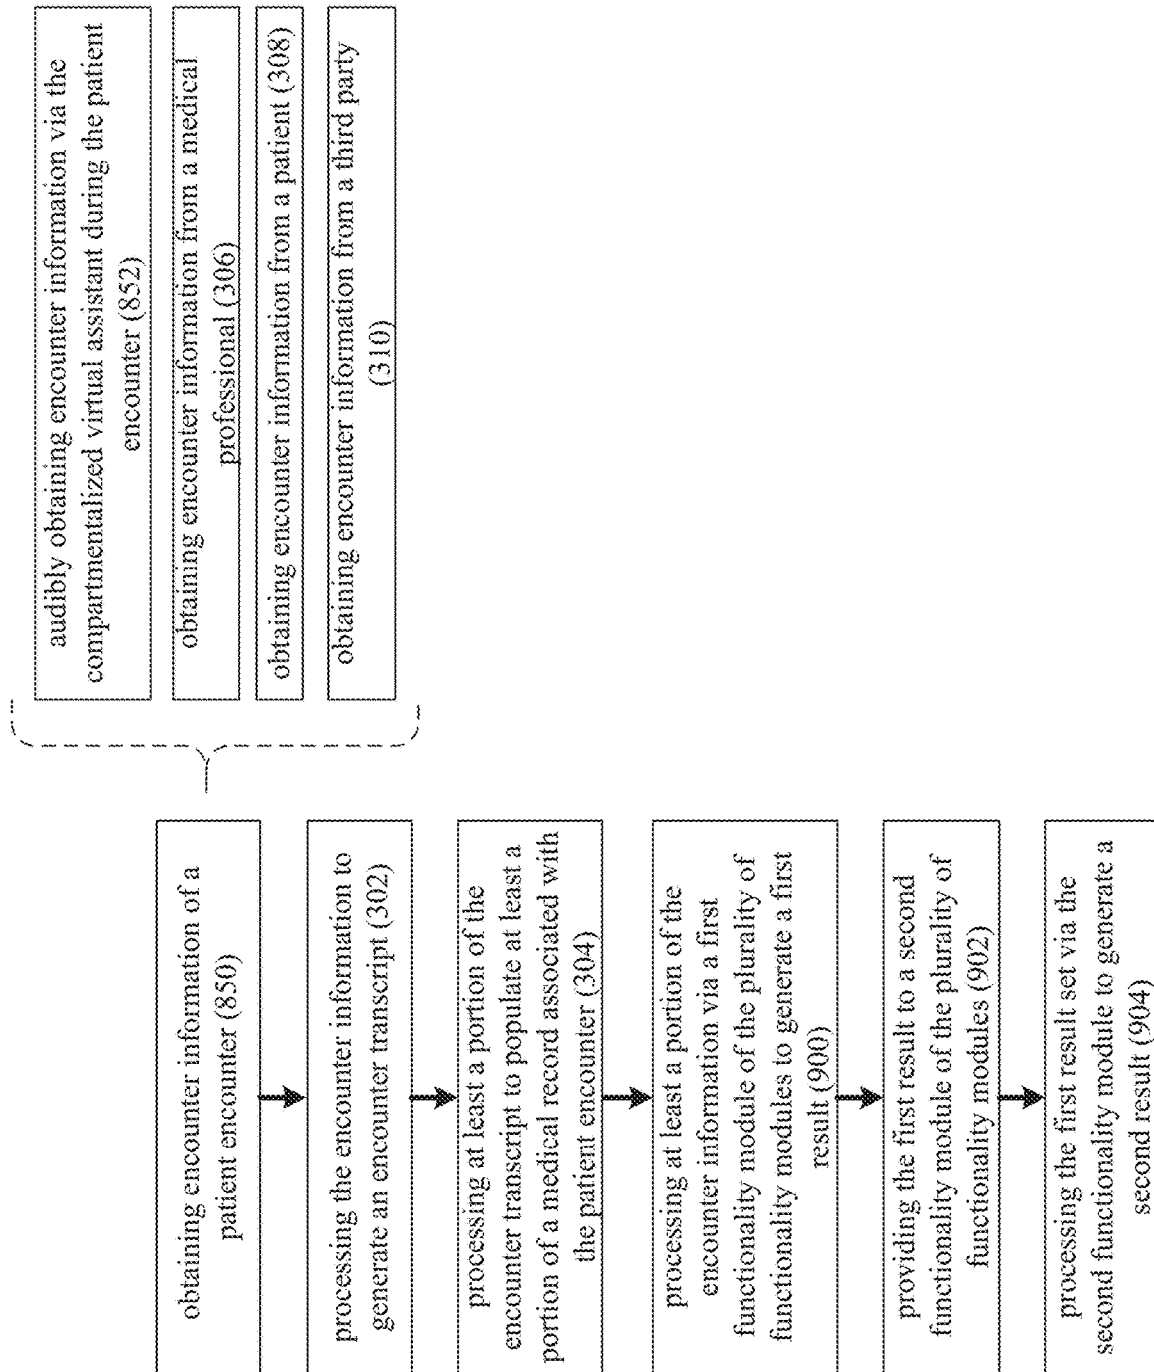 obtaining encounter information of a
patient encounter (850)
processing the encounter information to
generate an encounter transcript (302)
processing at least a portion of the
encounter transcript to populate at least a
portion of a medical record associated with
the patient encounter (304)
processing at least a portion of the
encounter information via a first
functionality module of the plurality of
functionality modules to generate a first
result (900)
providing the first result to a second
functionality module of the plurality of
functionality modules (902)
processing the first result set via the
second functionality module to generate a
second result (904)
audibly obtaining encounter information via the
compartmentalized virtual assistant during the patient
encounter (852)
obtaining encounter information from a medical
professional (306)
obtaining encounter information from a patient (308)
obtaining encounter information from a third party
(310)